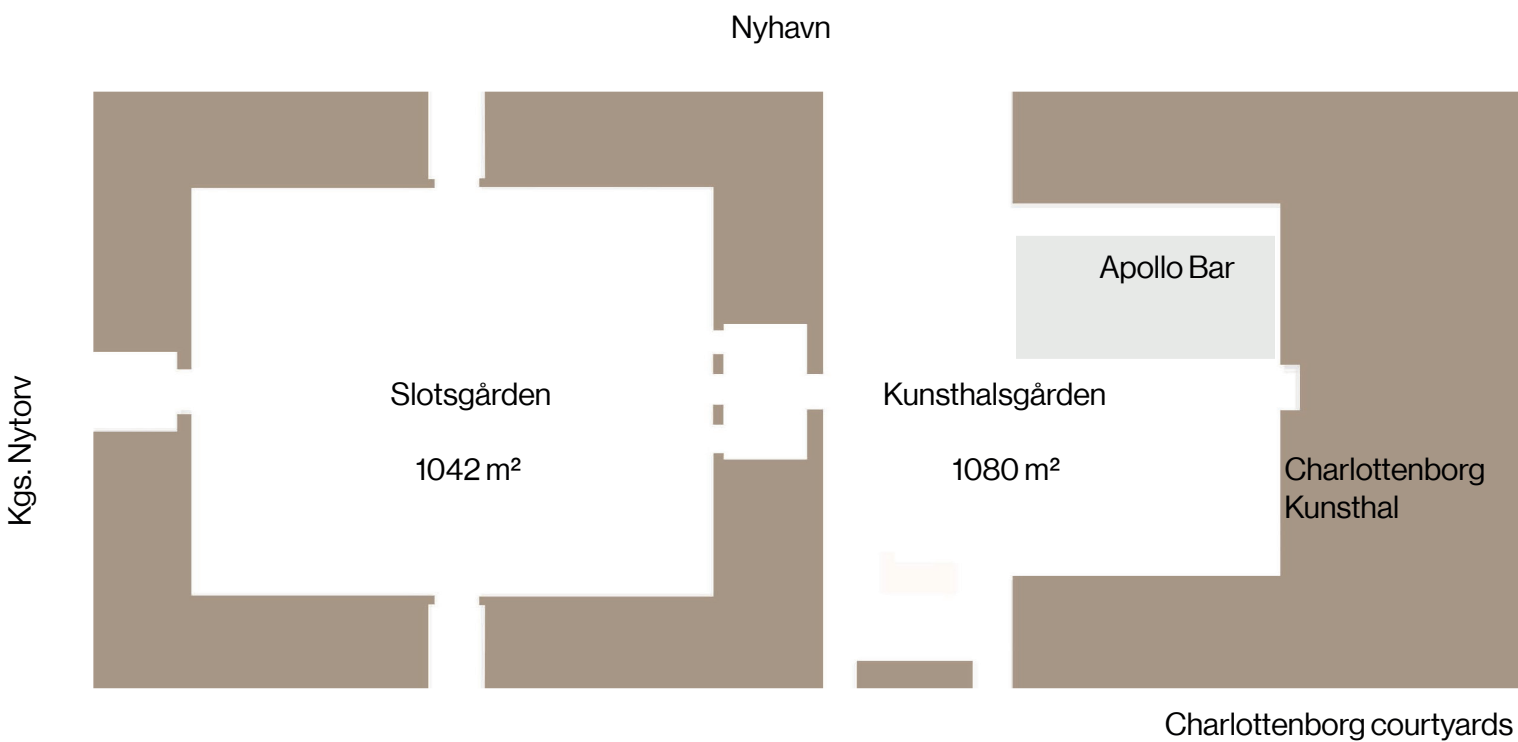 Nyhavn
Apollo Bar
Kgs. Nytorv
Slotsgården
1042 m²
Kunsthalsgården
1080 m²
Charlottenborg
Kunsthal
Charlottenborg courtyards